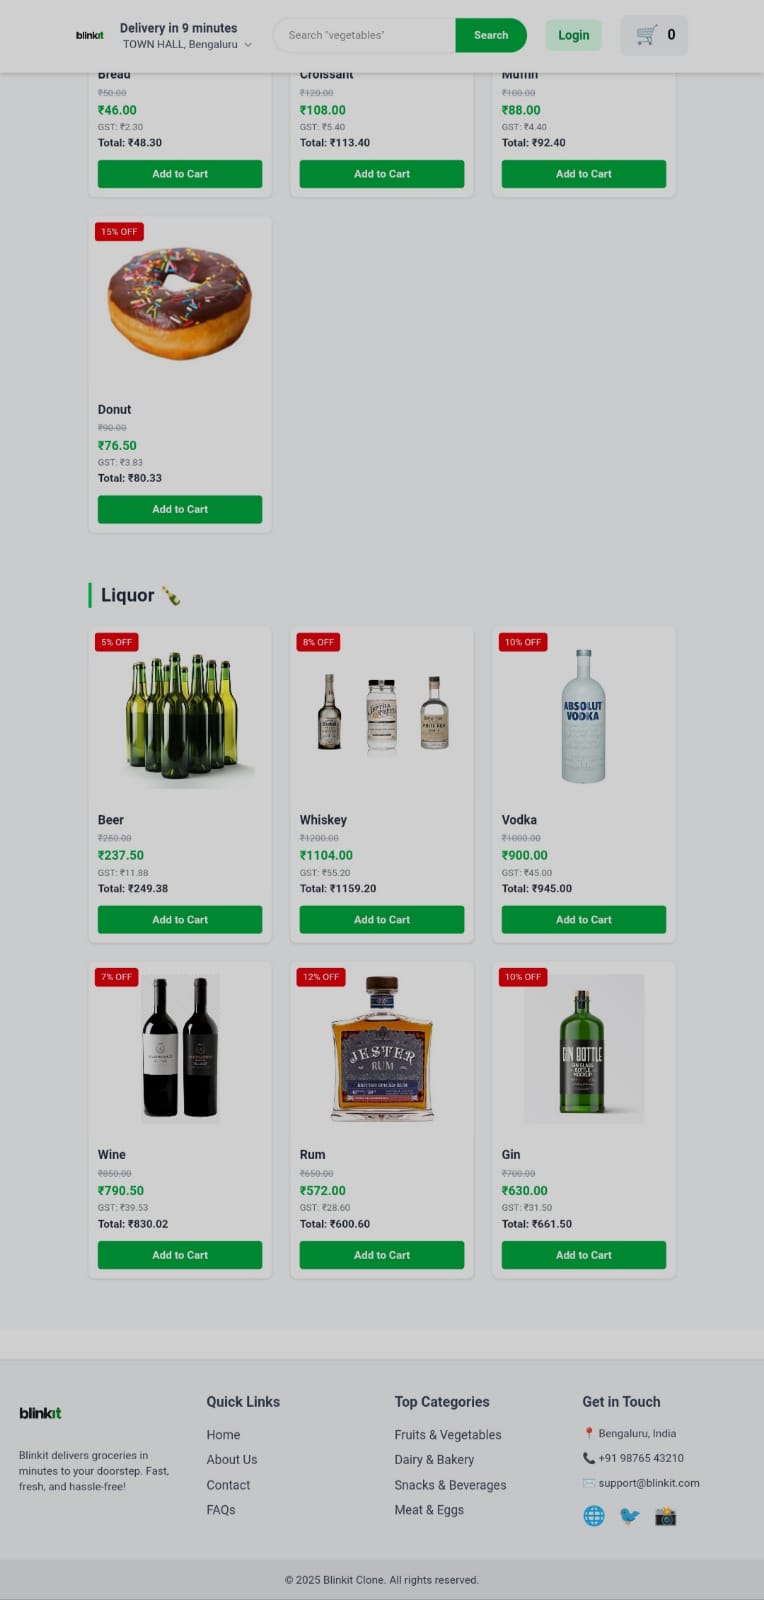 blinkit
Delivery in 9 minutes
TOWN HALL, Bengaluru
Search "vegetables"
Search
Login
0
Bread
Croissant
Muffin
₹50.00
₹120.00
₹100.00
₹46.00
₹108.00
₹88.00
GST: ₹2.30
GST: ₹5.40
GST: ₹4.40
Total: ₹48.30
Total: ₹113.40
Total: ₹92.40
Add to Cart
Add to Cart
Add to Cart
15% OFF
Donut
₹90.00
₹76.50
GST: ₹3.83
Total: ₹80.33
Add to Cart
Liquor
5% OFF
8% OFF
10% OFF
ABSOLUT
VODKA
Beer
Whiskey
Vodka
₹250.00
₹1200.00
₹1000.00
₹237.50
₹1104.00
₹900.00
GST: ₹11.88
GST: ₹55.20
GST: ₹45.00
Total: ₹249.38
Total: ₹1159.20
Total: ₹945.00
Add to Cart
Add to Cart
Add to Cart
7% OFF
12% OFF
10% OFF
JESTER
RUM
GIN BOTTLE
GIN GLASS
BOTTLE
MOCKUP
Wine
Rum
Gin
₹850.00
₹650.00
₹700.00
₹790.50
₹572.00
₹630.00
GST: ₹39.53
GST: ₹28.60
GST: ₹31.50
Total: ₹830.02
Total: ₹600.60
Total: ₹661.50
Add to Cart
Add to Cart
Add to Cart
blinkit
Blinkit delivers groceries in
minutes to your doorstep. Fast,
fresh, and hassle-free!
Quick Links
Home
About Us
Contact
FAQs
Top Categories
Fruits & Vegetables
Dairy & Bakery
Snacks & Beverages
Meat & Eggs
Get in Touch
Bengaluru, India
+91 98765 43210
support@blinkit.com
© 2025 Blinkit Clone. All rights reserved.